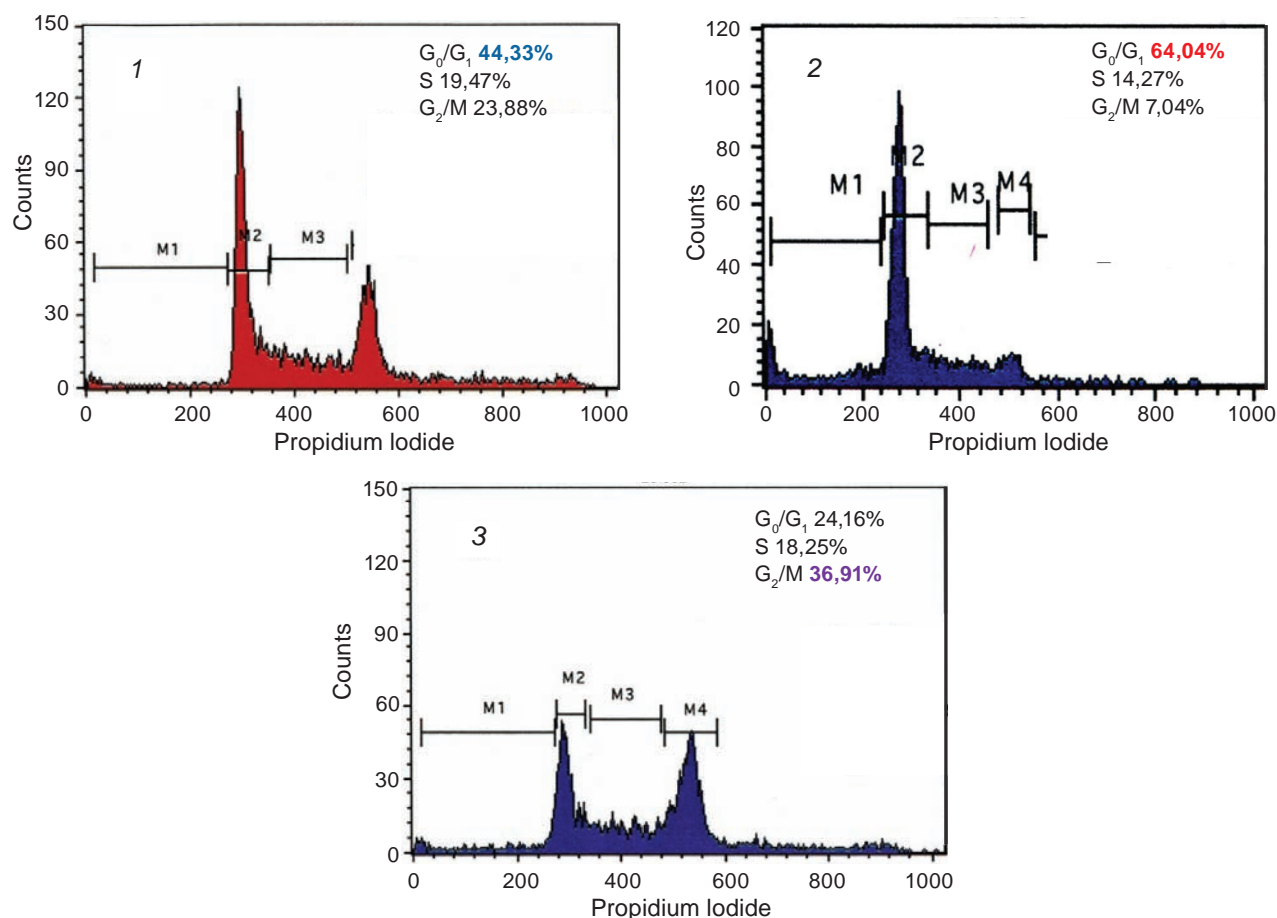 1
G0/G1 44,33%
S 19,47%
G2/M 23,88%
150
120
90
60
30
0
Counts
M1
M2
M3
0 200 400 600 800 1000
Propidium Iodide
2
G0/G1 64,04%
S 14,27%
G2/M 7,04%
120
100
80
60
40
20
0
Counts
M1
2
M3
M4
0 200 400 600 800 1000
Propidium Iodide
3
G0/G1 24,16%
S 18,25%
G2/M 36,91%
150
120
90
60
30
0
Counts
M1
M2
M3
M4
0 200 400 600 800 1000
Propidium Iodide